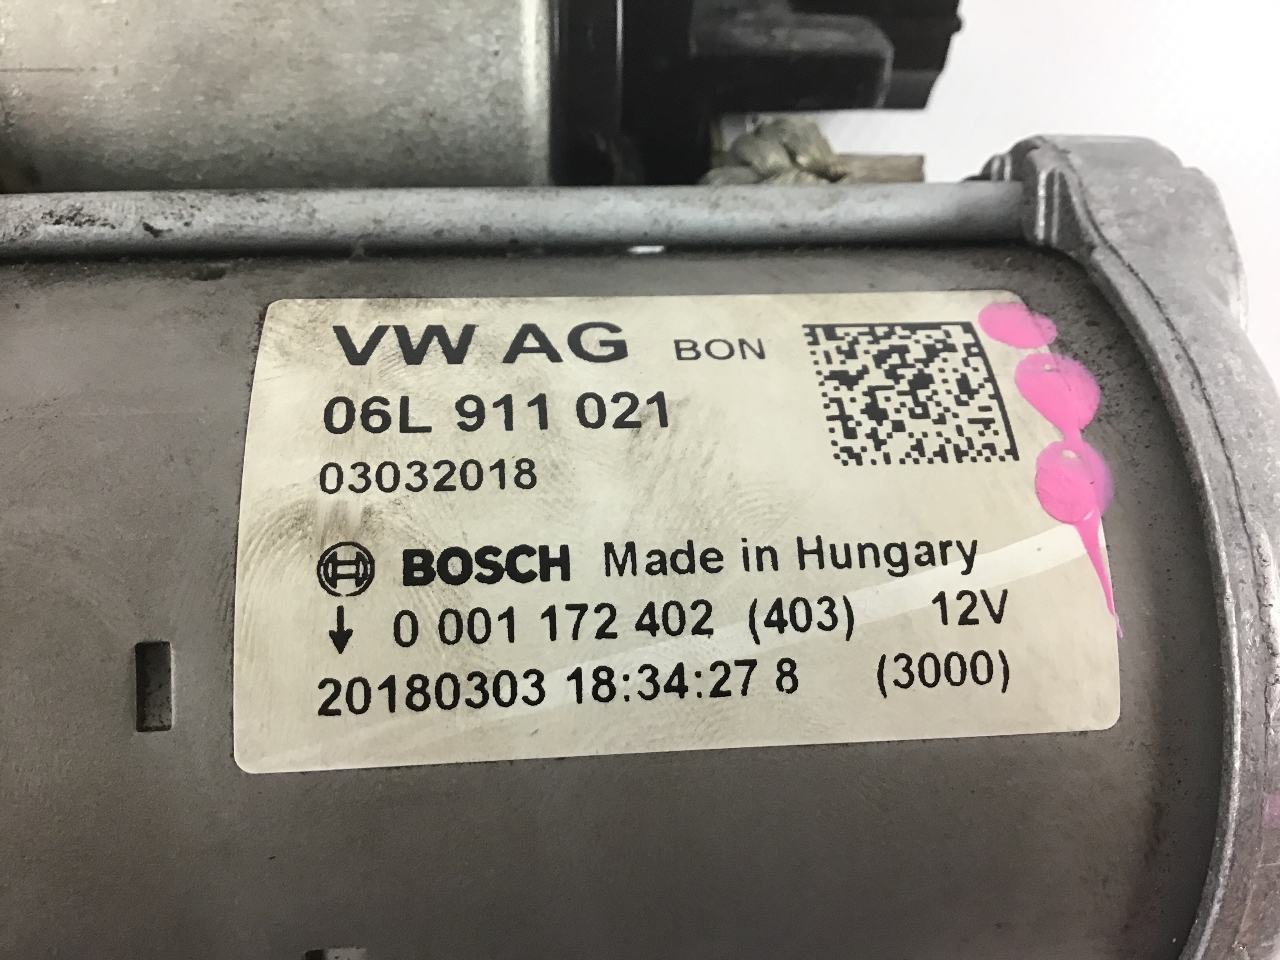 VW AG BON
06L 911 021
03032018
BOSCH Made in Hungary
↓ 0 001 172 402 (403) 12V
20180303 18:34:27 8 (3000)